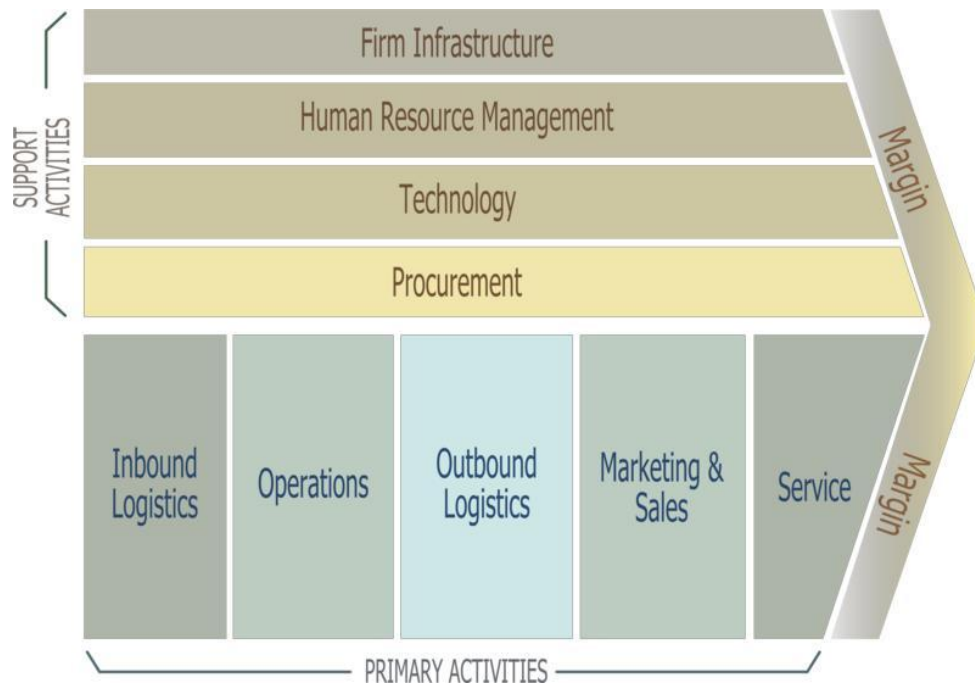 Firm Infrastructure
Human Resource Management
Technology
Procurement
SUPPORT
ACTIVITIES
Margin
Inbound
Logistics
Operations
Outbound
Logistics
Marketing &
Sales
Service
Margin
PRIMARY ACTIVITIES